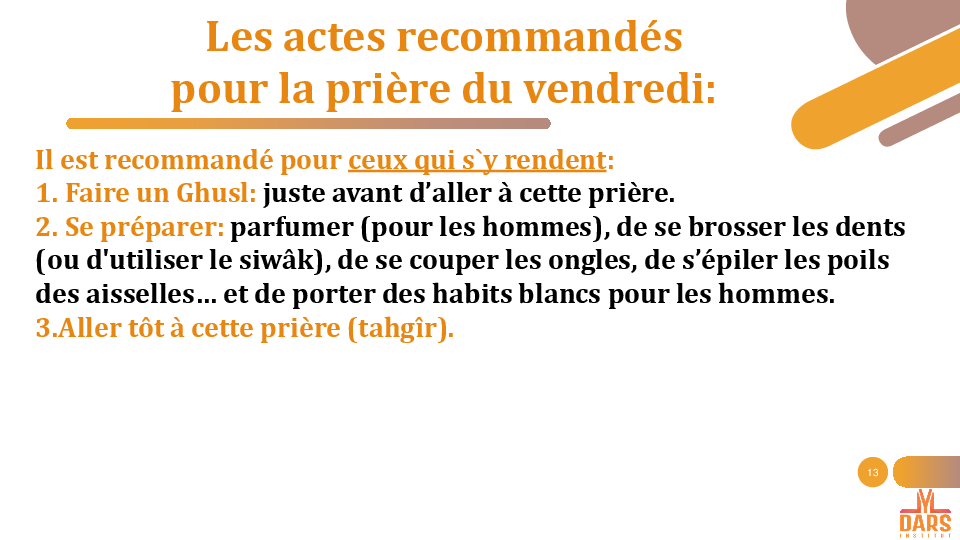 Les actes recommandés
pour la prière du vendredi:
Il est recommandé pour ceux qui s`y rendent:
1. Faire un Ghusl: juste avant d’aller à cette prière.
2. Se préparer: parfumer (pour les hommes), de se brosser les dents
(ou d'utiliser le siwâk), de se couper les ongles, de s’épiler les poils
des aisselles… et de porter des habits blancs pour les hommes.
3.Aller tôt à cette prière (tahgîr).
13
DARS
INSTITUT